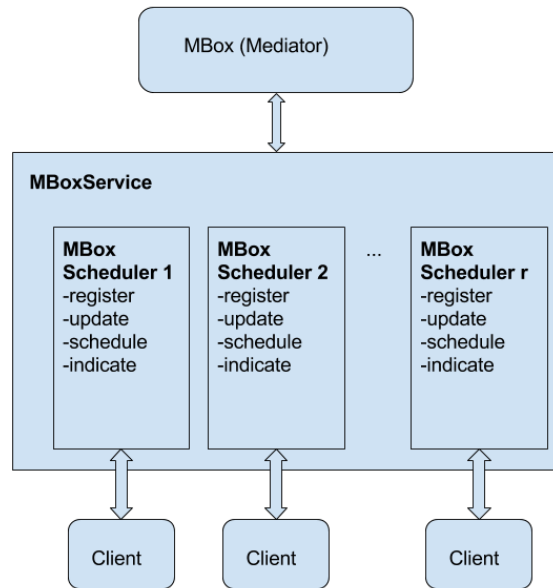 MBox (Mediator)
MBoxService
MBox
Scheduler 1
-register
-update
-schedule
-indicate
MBox
Scheduler 2
-register
-update
-schedule
-indicate
...
MBox
Scheduler r
-register
-update
-schedule
-indicate
Client
Client
Client